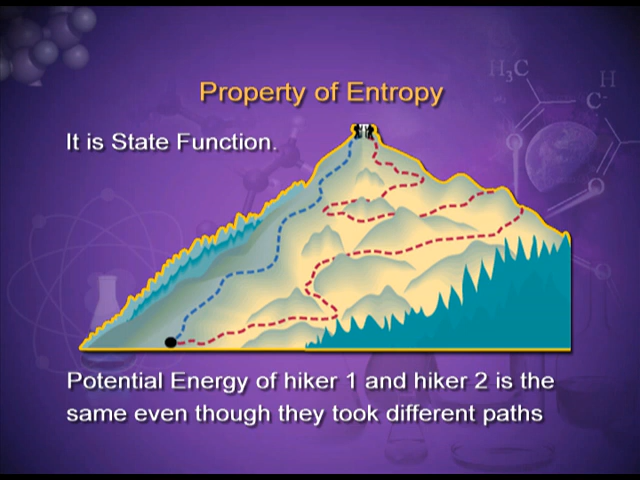 Property of Entropy
H₃C
H
C
It is State Function.
Potential Energy of hiker 1 and hiker 2 is the
same even though they took different paths